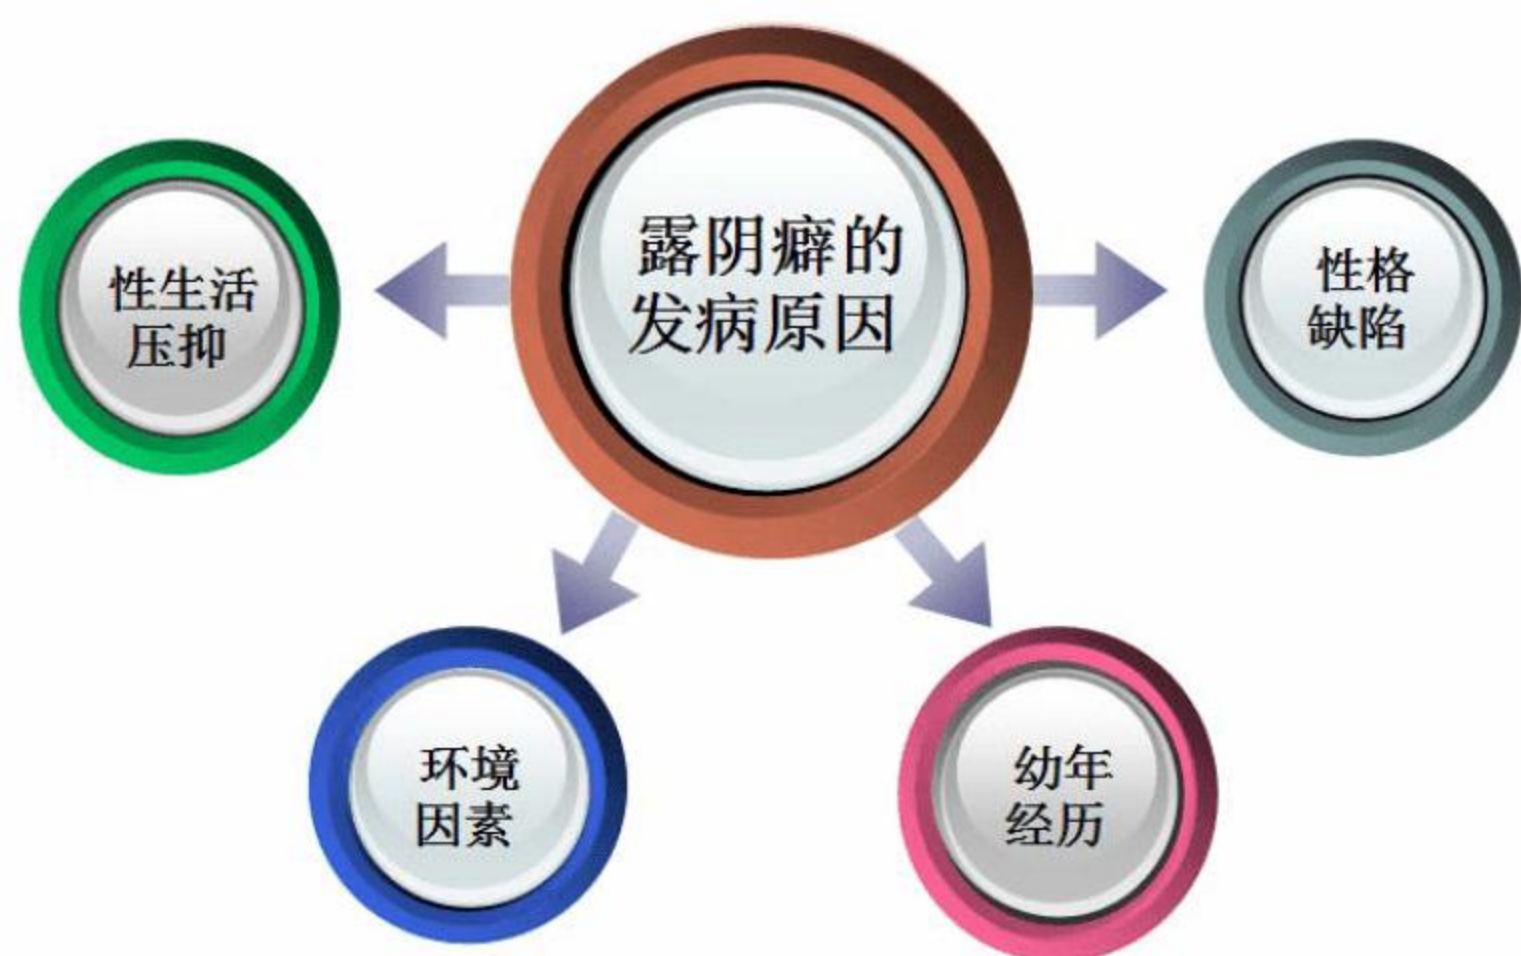 露阴癖的
发病原因
性生活
压抑
性格
缺陷
环境
因素
幼年
经历